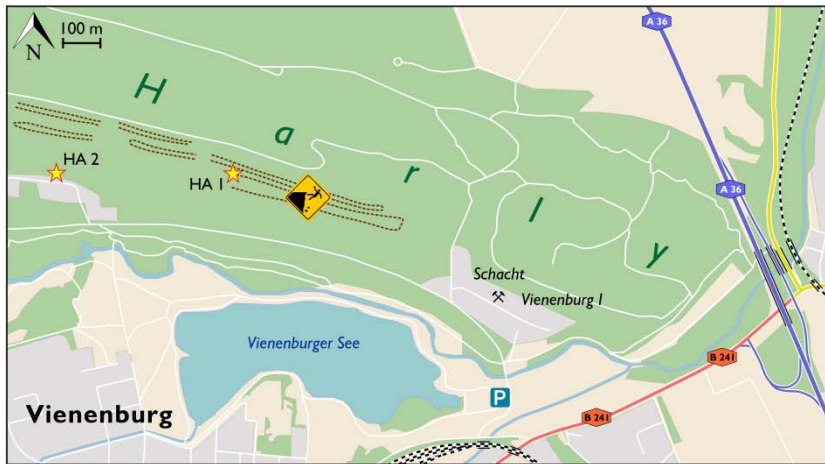 100 m
N
A 36
H a r l y
HA 2
HA 1
A 36
Schacht
Vienenburg I
Vienenburger See
B 241
P
Vienenburg
B 241